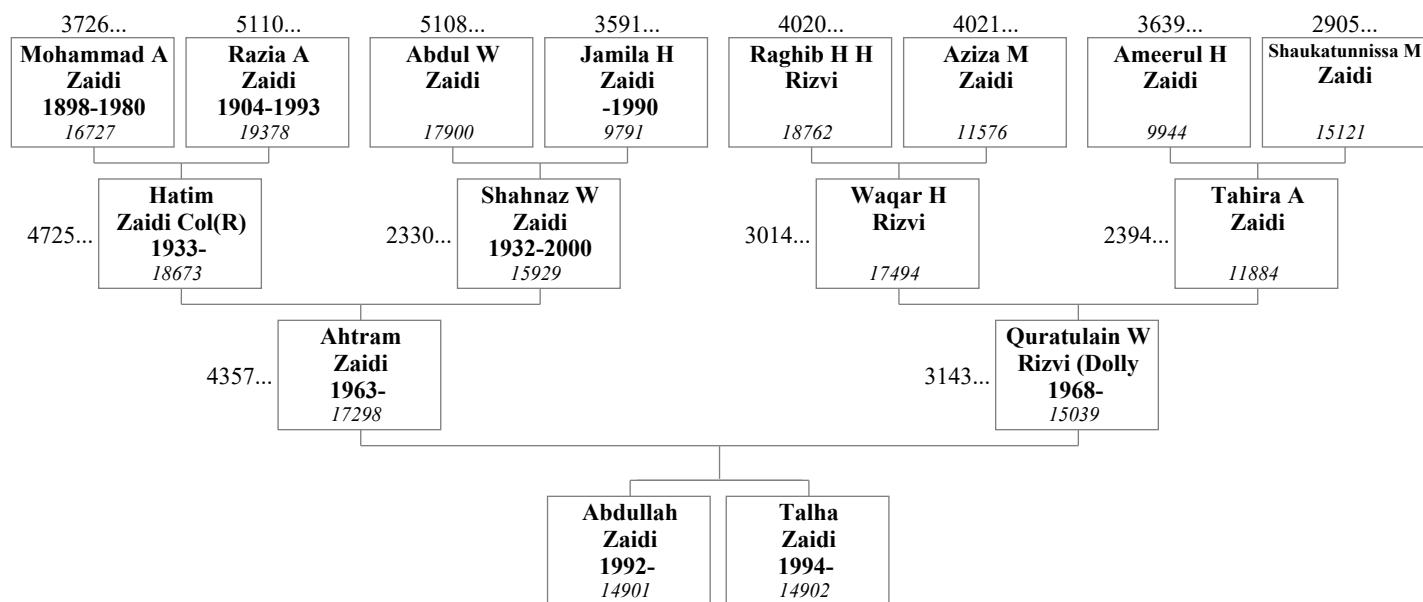 3726... 5110... 5108... 3591... 4020... 4021... 3639... 2905...
Mohammad A
Zaidi
1898-1980
16727
Razia A
Zaidi
1904-1993
19378
Abdul W
Zaidi
17900
Jamila H
Zaidi
-1990
9791
Raghib H H
Rizvi
18762
Aziza M
Zaidi
11576
Ameerul H
Zaidi
9944
Shaukatunnissa M
Zaidi
15121
4725...
Hatim
Zaidi Col(R)
1933-
18673
2330...
Shahnaz W
Zaidi
1932-2000
15929
3014...
Waqar H
Rizvi
17494
2394...
Tahira A
Zaidi
11884
4357...
Ahtram
Zaidi
1963-
17298
3143...
Quratulain W
Rizvi (Dolly
1968-
15039
Abdullah
Zaidi
1992-
14901
Talha
Zaidi
1994-
14902